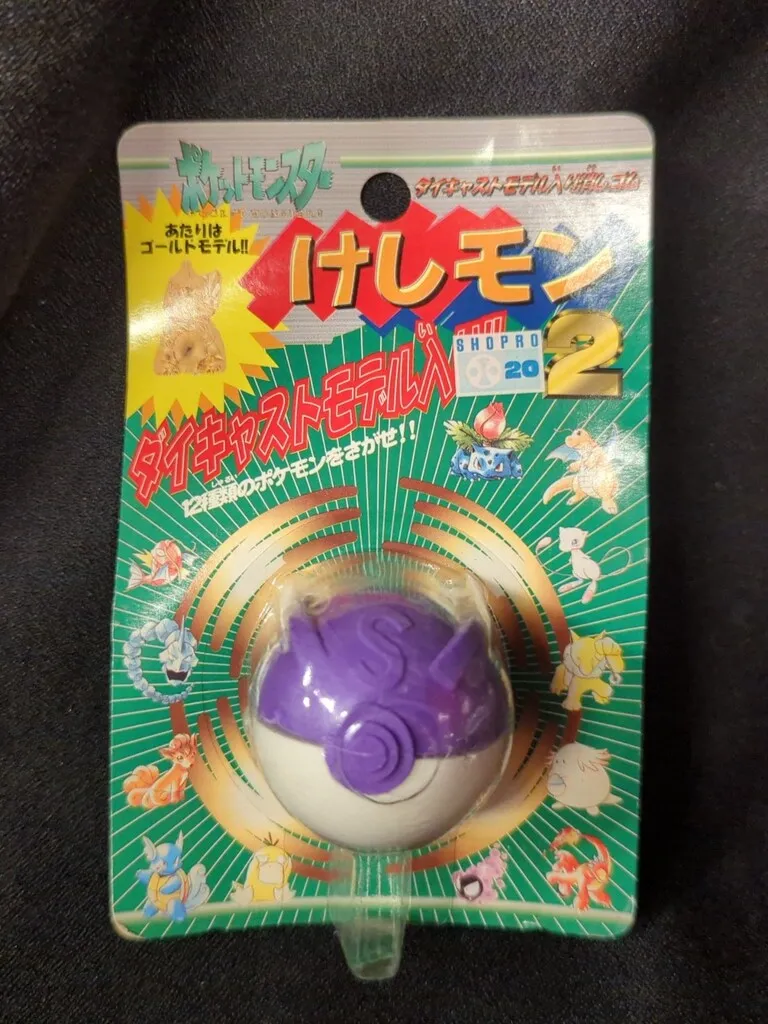 ポケットモンスター
POCKET MONSTERS
ダイキャストモデル入り消しゴム
あたりは
ゴールドモデル!!
けしモン
2
SHOPRO
20
ダイキャストモデル入
12種類のポケモンをさがせ!!
S